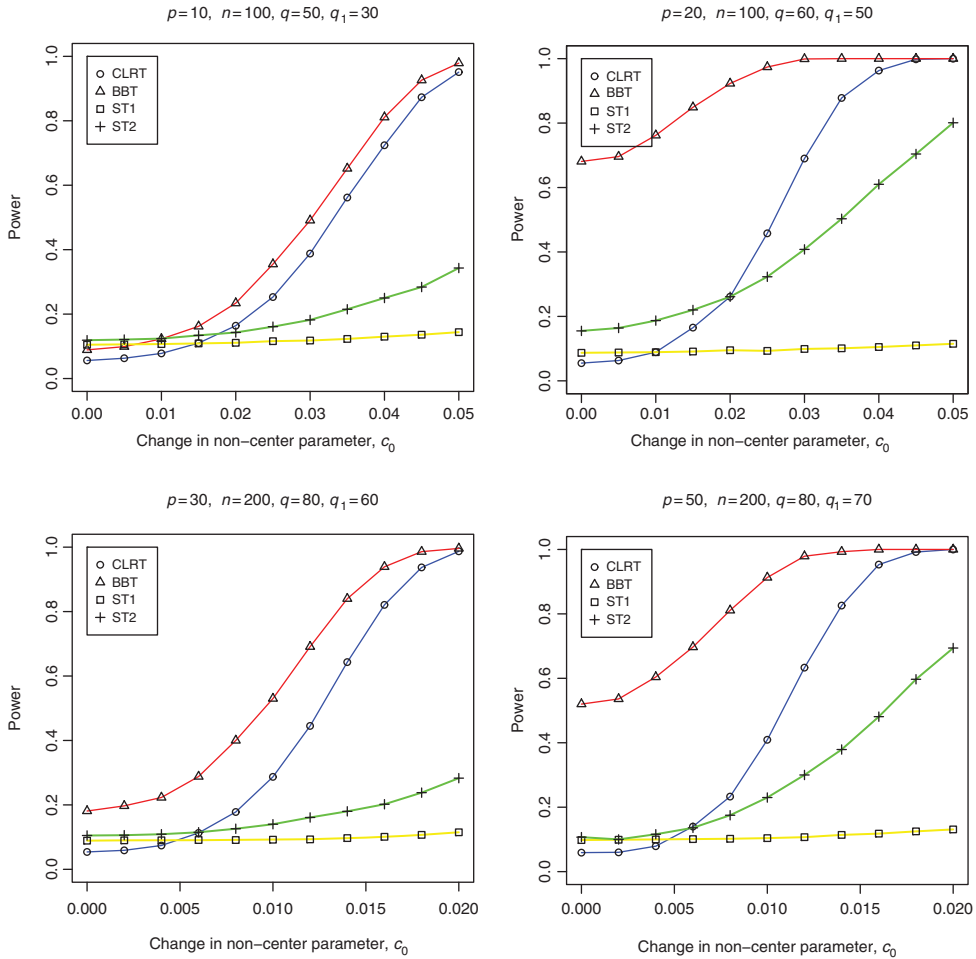 p=10, n=100, q=50, q₁=30
Power
1.0
0.8
0.6
0.4
0.2
0.0
CLRT
BBT
ST1
ST2
0.00 0.01 0.02 0.03 0.04 0.05
Change in non-center parameter, c₀
p=20, n=100, q=60, q₁=50
Power
1.0
0.8
0.6
0.4
0.2
0.0
CLRT
BBT
ST1
ST2
0.00 0.01 0.02 0.03 0.04 0.05
Change in non-center parameter, c₀
p=30, n=200, q=80, q₁=60
Power
1.0
0.8
0.6
0.4
0.2
0.0
CLRT
BBT
ST1
ST2
0.000 0.005 0.010 0.015 0.020
Change in non-center parameter, c₀
p=50, n=200, q=80, q₁=70
Power
1.0
0.8
0.6
0.4
0.2
0.0
CLRT
BBT
ST1
ST2
0.000 0.005 0.010 0.015 0.020
Change in non-center parameter, c₀